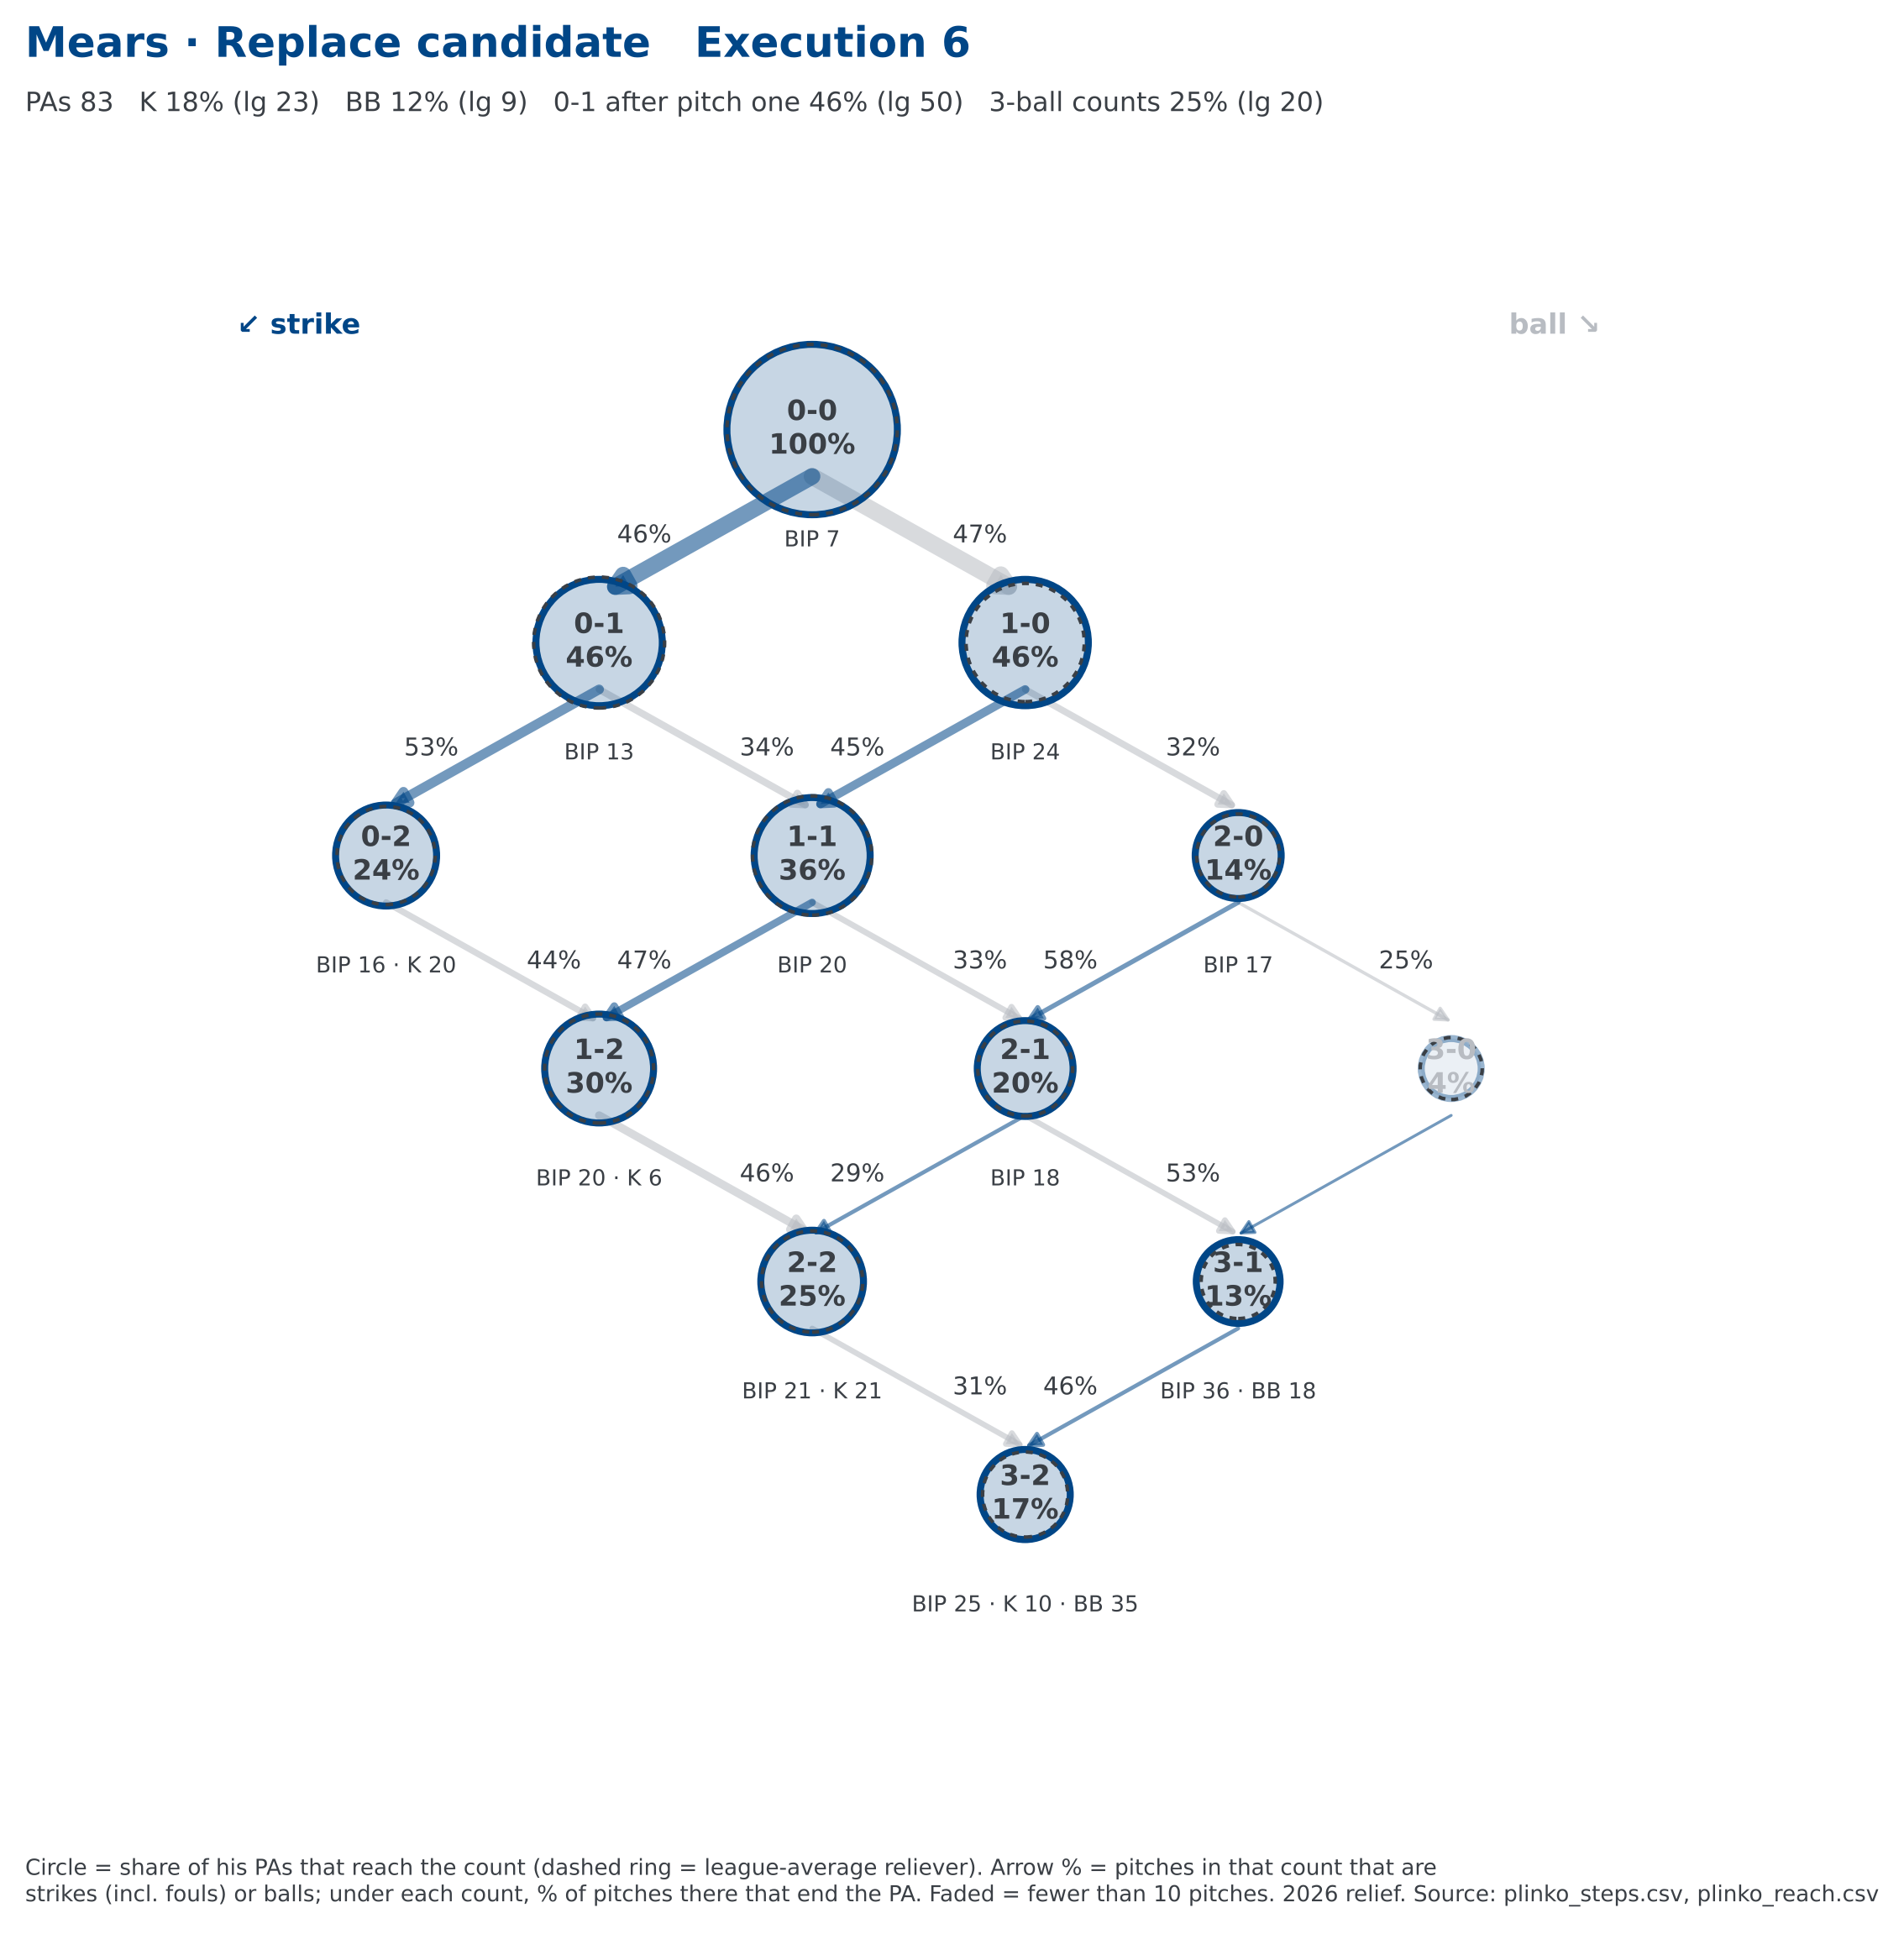 Mears · Replace candidate   Execution 6
PAs 83   K 18% (lg 23)   BB 12% (lg 9)   0-1 after pitch one 46% (lg 50)   3-ball counts 25% (lg 20)
↙ strike
ball ↘
0-0
100%
46%
BIP 7
47%
0-1
46%
1-0
46%
53%
BIP 13
34%
45%
BIP 24
32%
0-2
24%
1-1
36%
2-0
14%
BIP 16 · K 20
44%
47%
BIP 20
33%
58%
BIP 17
25%
1-2
30%
2-1
20%
3-0
4%
BIP 20 · K 6
46%
29%
BIP 18
53%
2-2
25%
3-1
13%
BIP 21 · K 21
31%
46%
BIP 36 · BB 18
3-2
17%
BIP 25 · K 10 · BB 35
Circle = share of his PAs that reach the count (dashed ring = league-average reliever). Arrow % = pitches in that count that are
strikes (incl. fouls) or balls; under each count, % of pitches there that end the PA. Faded = fewer than 10 pitches. 2026 relief. Source: plinko_steps.csv, plinko_reach.csv